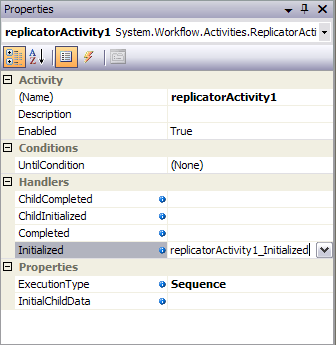 Properties
replicatorActivity1 System.Workflow.Activities.ReplicatorActi
Activity
(Name) replicatorActivity1
Description
Enabled True
Conditions
UntilCondition (None)
Handlers
ChildCompleted
ChildInitialized
Completed
Initialized replicatorActivity1_Initialized
Properties
ExecutionType Sequence
InitialChildData